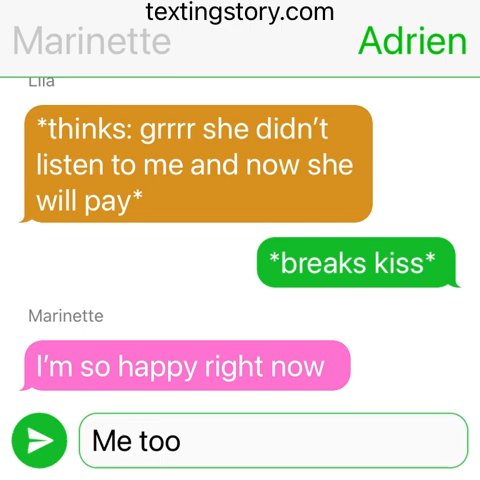 textingstory.com
Marinette
Adrien
Lila
*thinks: grrrr she didn’t
listen to me and now she
will pay*
*breaks kiss*
Marinette
I’m so happy right now
Me too